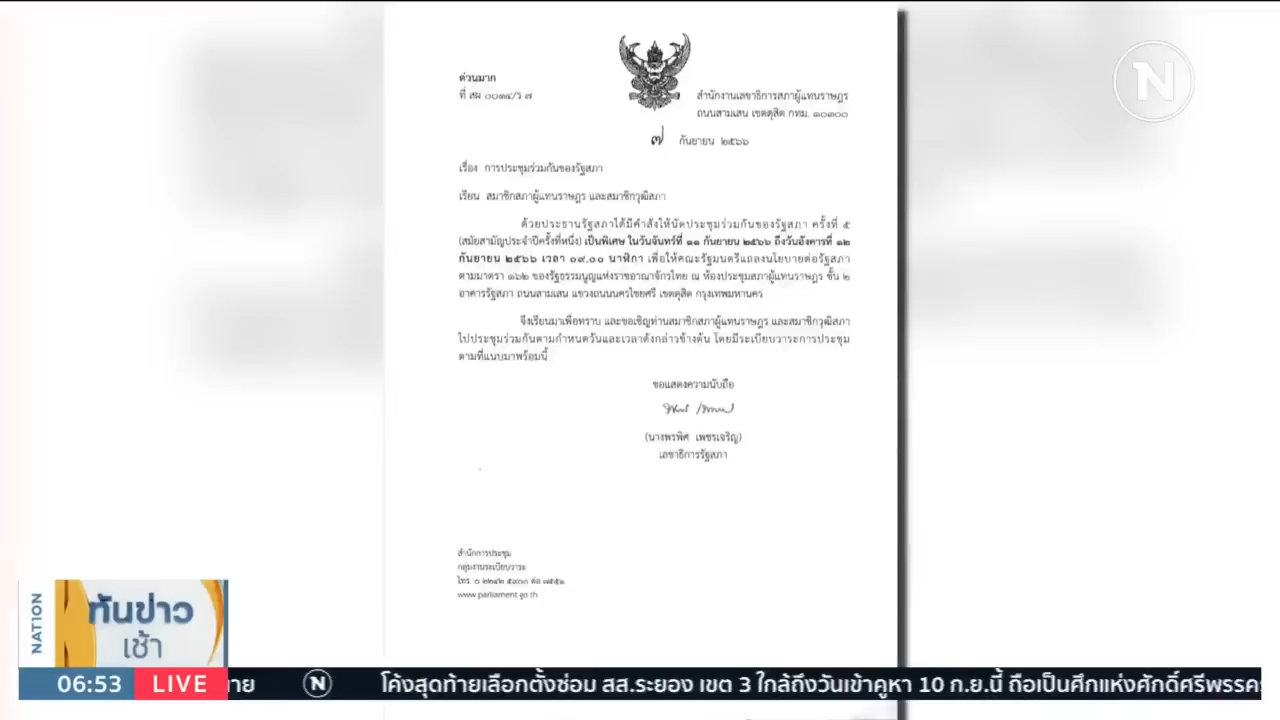 N
ด่วนมาก
ที่ สผ ๐๐๑๔/ร ๗
สำนักงานเลขาธิการสภาผู้แทนราษฎร
ถนนสามเสน เขตดุสิต กทม. ๑๐๓๐๐
๗ กันยายน ๒๕๖๖
เรื่อง การประชุมร่วมกันของรัฐสภา
เรียน สมาชิกสภาผู้แทนราษฎร และสมาชิกวุฒิสภา
ด้วยประธานรัฐสภาได้มีคำสั่งให้นัดประชุมร่วมกันของรัฐสภา ครั้งที่ ๕
(สมัยสามัญประจำปีครั้งที่หนึ่ง) เป็นพิเศษ ในวันจันทร์ที่ ๑๑ กันยายน ๒๕๖๖ ถึงวันอังคารที่ ๑๒
กันยายน ๒๕๖๖ เวลา ๐๙.๐๐ นาฬิกา เพื่อให้คณะรัฐมนตรีแถลงนโยบายต่อรัฐสภา
ตามมาตรา ๑๖๒ ของรัฐธรรมนูญแห่งราชอาณาจักรไทย ณ ห้องประชุมสภาผู้แทนราษฎร ชั้น ๒
อาคารรัฐสภา ถนนสามเสน แขวงถนนนครไชยศรี เขตดุสิต กรุงเทพมหานคร
จึงเรียนมาเพื่อทราบ และขอเชิญท่านสมาชิกสภาผู้แทนราษฎร และสมาชิกวุฒิสภา
ไปประชุมร่วมกันตามกำหนดวันและเวลาดังกล่าวข้างต้น โดยมีระเบียบวาระการประชุม
ตามที่แนบมาพร้อมนี้
ขอแสดงความนับถือ
(นางพรพิศ เพชรเจริญ)
เลขาธิการรัฐสภา
สำนักการประชุม
กลุ่มงานระเบียบวาระ
โทร. ๐ ๒๒๔๒ ๕๙๐๐ ต่อ ๗๕๕๑
www.parliament.go.th
NATION
ทันข่าว
เช้า
06:53 LIVE าย N โค้งสุดท้ายเลือกตั้งซ่อม สส.ระยอง เขต 3 ใกล้ถึงวันเข้าคูหา 10 ก.ย.นี้ ถือเป็นศึกแห่งศักดิ์ศรีพรรค